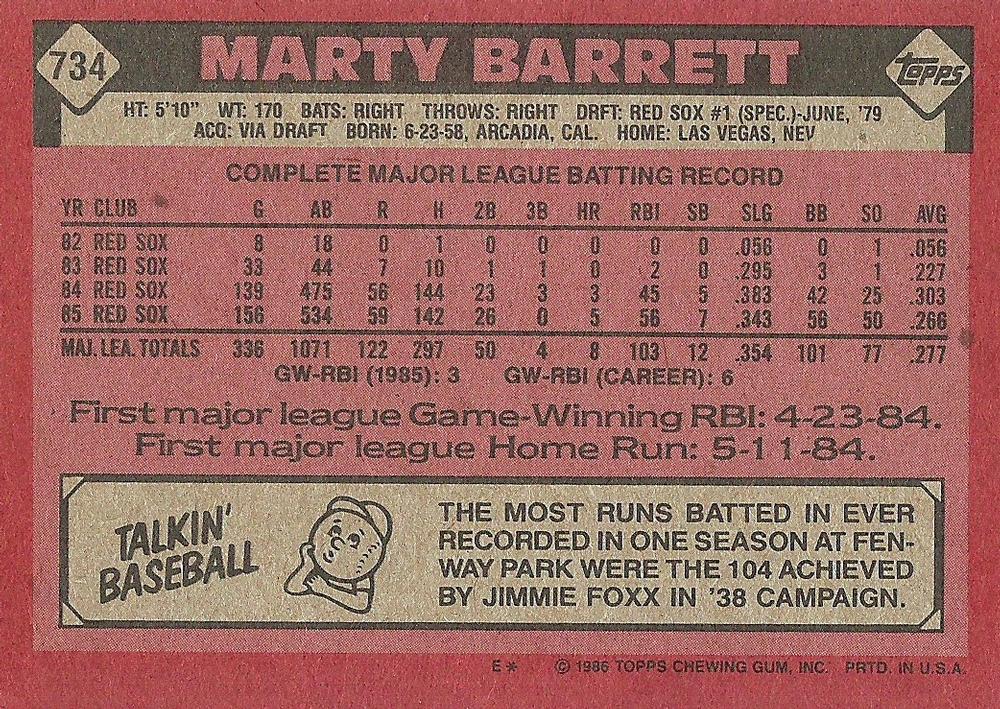 734 MARTY BARRETT Topps
HT: 5'10" WT: 170 BATS: RIGHT THROWS: RIGHT DRFT: RED SOX #1 (SPEC.)-JUNE, '79
ACQ: VIA DRAFT BORN: 6-23-58, ARCADIA, CAL. HOME: LAS VEGAS, NEV
COMPLETE MAJOR LEAGUE BATTING RECORD
YR CLUB G AB R H 2B 3B HR RBI SB SLG BB SO AVG
82 RED SOX 8 18 0 1 0 0 0 0 0 .056 0 1 .056
83 RED SOX 33 44 7 10 1 1 0 2 0 .295 3 1 .227
84 RED SOX 139 475 56 144 23 3 3 45 5 .383 42 25 .303
85 RED SOX 156 534 59 142 26 0 5 56 7 .343 56 50 .266
MAJ. LEA. TOTALS 336 1071 122 297 50 4 8 103 12 .354 101 77 .277
GW-RBI (1985): 3 GW-RBI (CAREER): 6
First major league Game-Winning RBI: 4-23-84.
First major league Home Run: 5-11-84.
TALKIN'
BASEBALL
THE MOST RUNS BATTED IN EVER
RECORDED IN ONE SEASON AT FEN-
WAY PARK WERE THE 104 ACHIEVED
BY JIMMIE FOXX IN '38 CAMPAIGN.
E* © 1986 TOPPS CHEWING GUM, INC. PRTD. IN U.S.A.